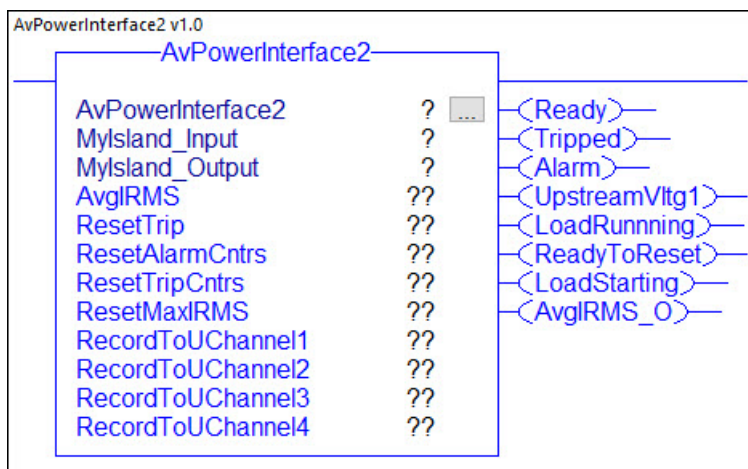 AvPowerInterface2 v1.0
AvPowerInterface2
AvPowerInterface2 ? ... Ready
MyIsland_Input ? Tripped
MyIsland_Output ? Alarm
AvgIRMS ?? UpstreamVltg1
ResetTrip ?? LoadRunnning
ResetAlarmCntrs ?? ReadyToReset
ResetTripCntrs ?? LoadStarting
ResetMaxIRMS ?? AvgIRMS_O
RecordToUChannel1 ??
RecordToUChannel2 ??
RecordToUChannel3 ??
RecordToUChannel4 ??